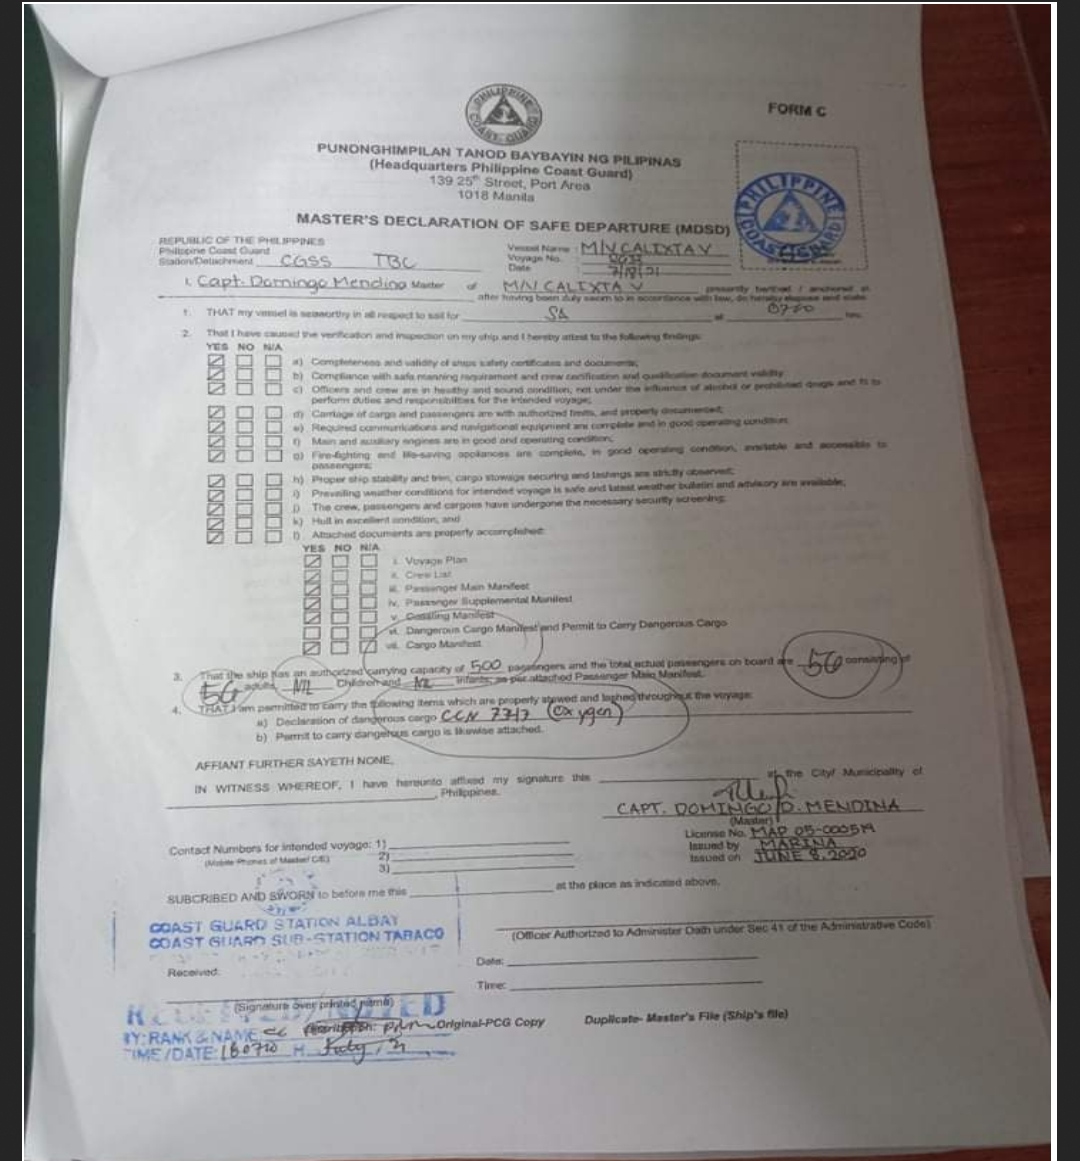 PHILIPPINE COAST GUARD
FORM C
PUNONGHIMPILAN TANOD BAYBAYIN NG PILIPINAS
(Headquarters Philippine Coast Guard)
139 25th Street, Port Area
1018 Manila
PHILIPPINE COAST GUARD
MASTER'S DECLARATION OF SAFE DEPARTURE (MDSD)
REPUBLIC OF THE PHILIPPINES
Philippine Coast Guard
Station/Detachment CGSS TBC
Vessel Name : M/V CALIXTA V
Voyage No. :
Date : 7/18/21
I, Capt. Domingo Mendina Master of M/V CALIXTA V presently berthed / anchored at
after having been duly sworn to in accordance with law, do hereby depose and state
1. THAT my vessel is seaworthy in all respect to sail for SA at 0700 hrs.
2. That I have caused the verification and inspection on my ship and I hereby attest to the following findings:
YES NO N/A
a) Completeness and validity of ships safety certificates and documents;
b) Compliance with safe manning requirement and crew certification and qualification document validity
c) Officers and crew are in healthy and sound condition, not under the influence of alcohol or prohibited drugs and fit to
perform duties and responsibilities for the intended voyage;
d) Carriage of cargo and passengers are with authorized limits, and properly documented;
e) Required communications and navigational equipment are complete and in good operating condition;
f) Main and auxiliary engines are in good and operating condition;
g) Fire-fighting and life-saving appliances are complete, in good operating condition, available and accessible to
passengers;
h) Proper ship stability and trim, cargo stowage securing and lashings are strictly observed;
i) Prevailing weather conditions for intended voyage is safe and latest weather bulletin and advisory are available;
j) The crew, passengers and cargoes have undergone the necessary security screening;
k) Hull in excellent condition, and
l) Attached documents are properly accomplished:
YES NO N/A
i. Voyage Plan
ii. Crew List
iii. Passenger Main Manifest
iv. Passenger Supplemental Manifest
v. Manifest
vi. Dangerous Cargo Manifest and Permit to Carry Dangerous Cargo
vii. Cargo Manifest
3. That the ship has an authorized carrying capacity of 500 passengers and the total actual passengers on board are 56 consisting of
56 adults, NIL Children and NIL Infants; as per attached Passenger Main Manifest.
4. THAT I am permitted to carry the following items which are properly stowed and lashed throughout the voyage:
a) Declaration of dangerous cargo CCN (Oxygen)
b) Permit to carry dangerous cargo is likewise attached.
AFFIANT FURTHER SAYETH NONE,
IN WITNESS WHEREOF, I have hereunto affixed my signature this at the City/ Municipality of
Philippines.
CAPT. DOMINGO D. MENDINA
(Master)
License No. MAP 05-000519
Issued by MARINA
Issued on JUNE 8, 2020
Contact Numbers for intended voyage: 1)
(Mobile Phones of Master/ C/E) 2)
3)
SUBCRIBED AND SWORN to before me this at the place as indicated above.
COAST GUARD STATION ALBAY
COAST GUARD SUB-STATION TABACO
(Officer Authorized to Administer Oath under Sec 41 of the Administrative Code)
Date:
Received:
Time:
(Signature over printed name)
BY: RANK & NAME
Original-PCG Copy Duplicate- Master's File (Ship's file)
TIME/DATE: 180710 H July 21